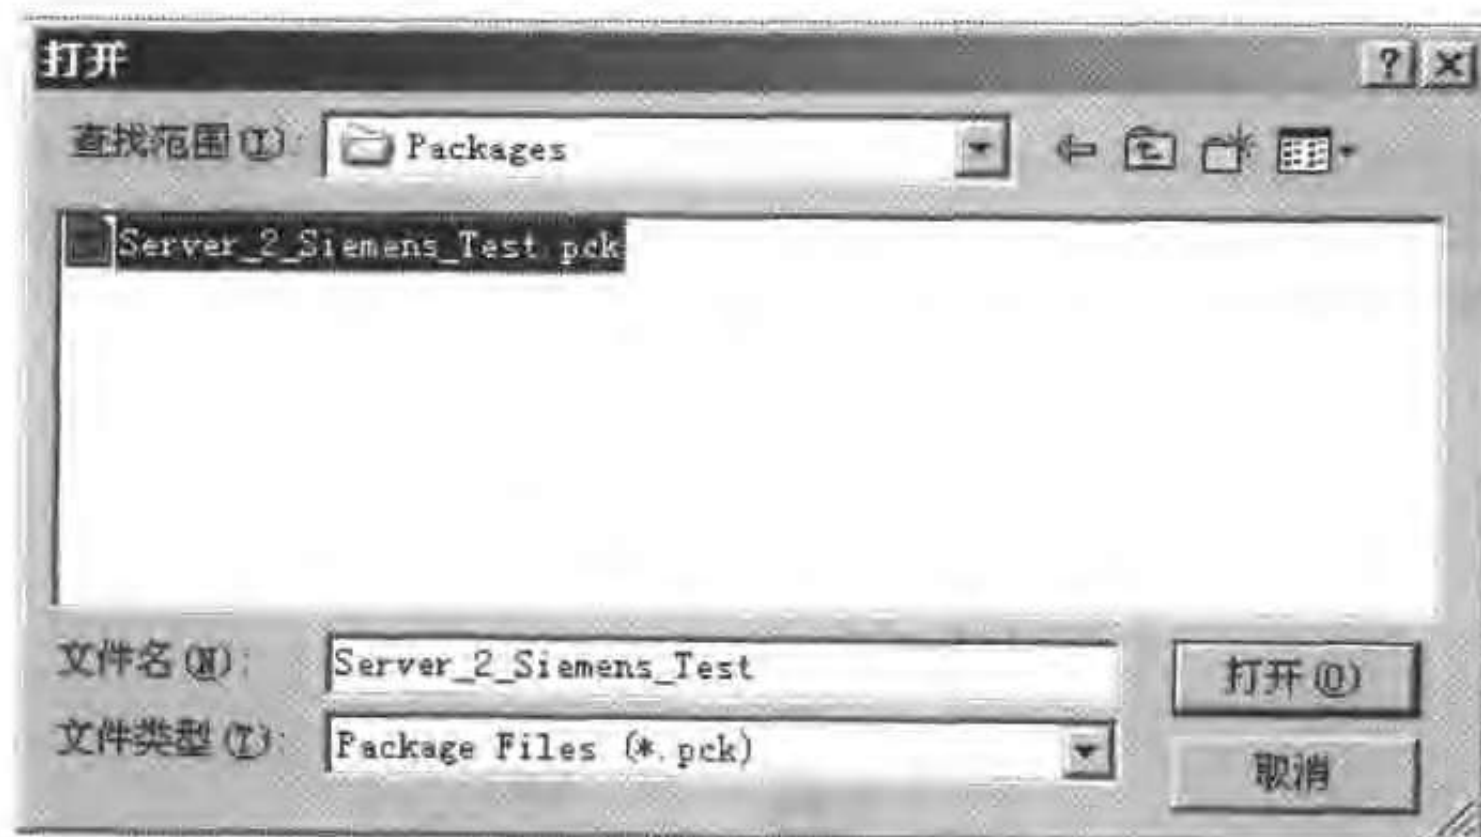 打开
查找范围(I): Packages
Server_2_Siemens_Test.pck
文件名(N): Server_2_Siemens_Test
打开(O)
文件类型(T): Package Files (*.pck)
取消